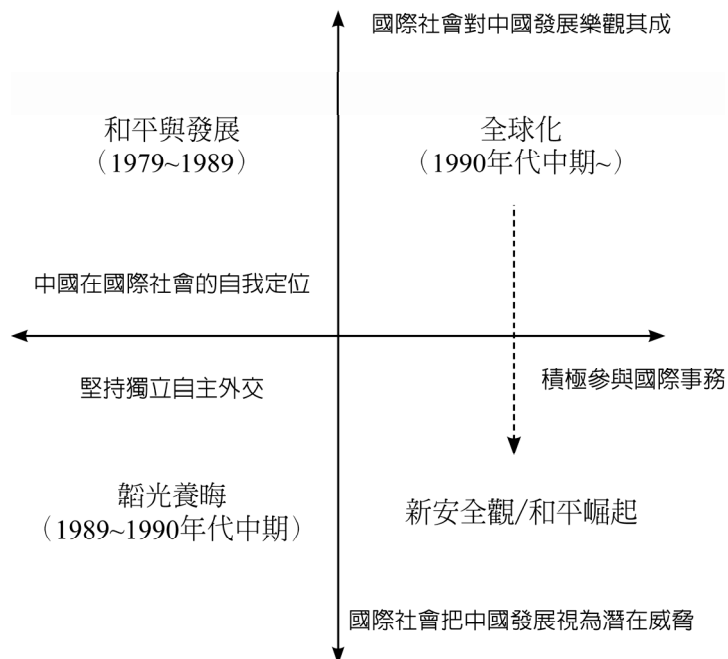 國際社會對中國發展樂觀其成
和平與發展
（1979~1989）
全球化
（1990年代中期~）
中國在國際社會的自我定位
堅持獨立自主外交
積極參與國際事務
韜光養晦
（1989~1990年代中期）
新安全觀/和平崛起
國際社會把中國發展視為潛在威脅